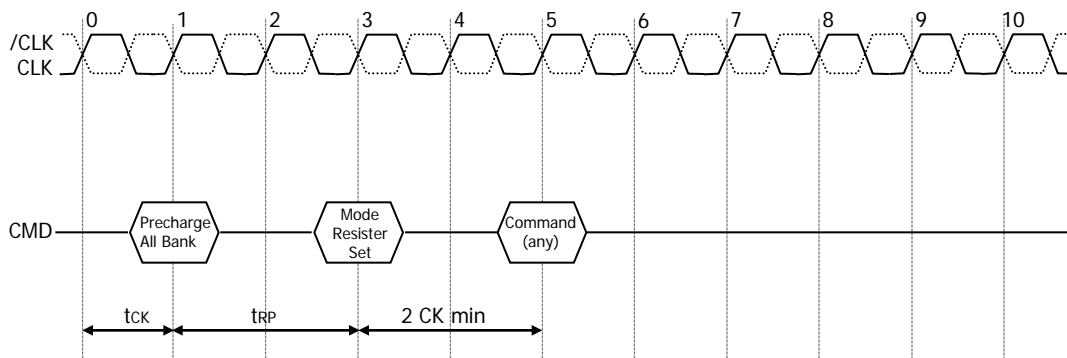 0 1 2 3 4 5 6 7 8 9 10
/CLK
CLK
CMD
Precharge
All Bank
Mode
Resister
Set
Command
(any)
tCK
tRP
2 CK min